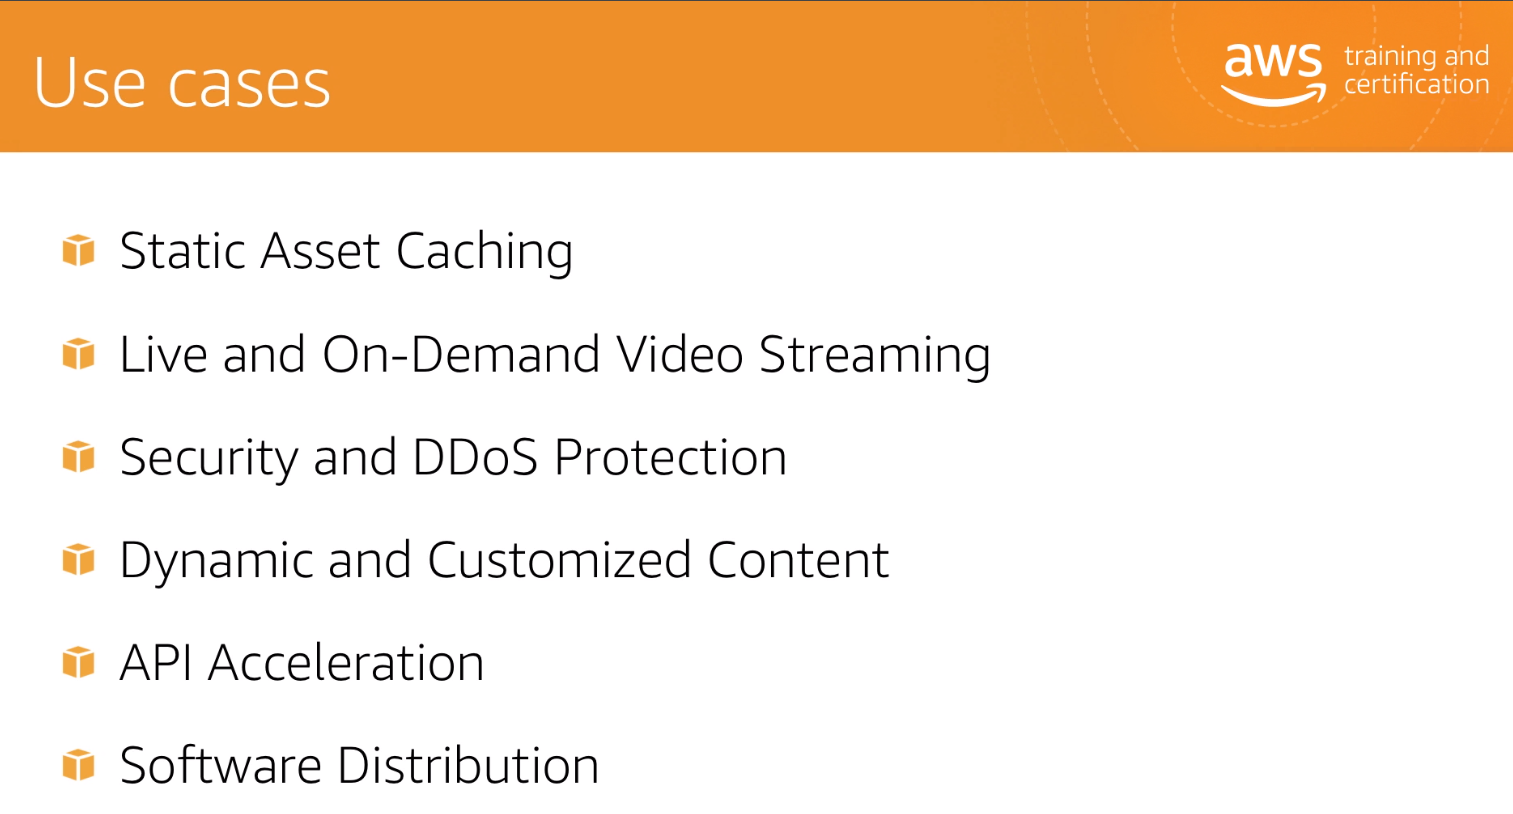 Use cases
aws training and
certification
Static Asset Caching
Live and On-Demand Video Streaming
Security and DDoS Protection
Dynamic and Customized Content
API Acceleration
Software Distribution